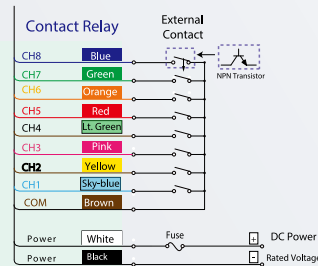 Contact Relay
External
Contact
NPN Transistor
CH8 Blue
CH7 Green
CH6 Orange
CH5 Red
CH4 Lt. Green
CH3 Pink
CH2 Yellow
CH1 Sky-blue
COM Brown
Power White Fuse + DC Power
Power Black - Rated Voltage